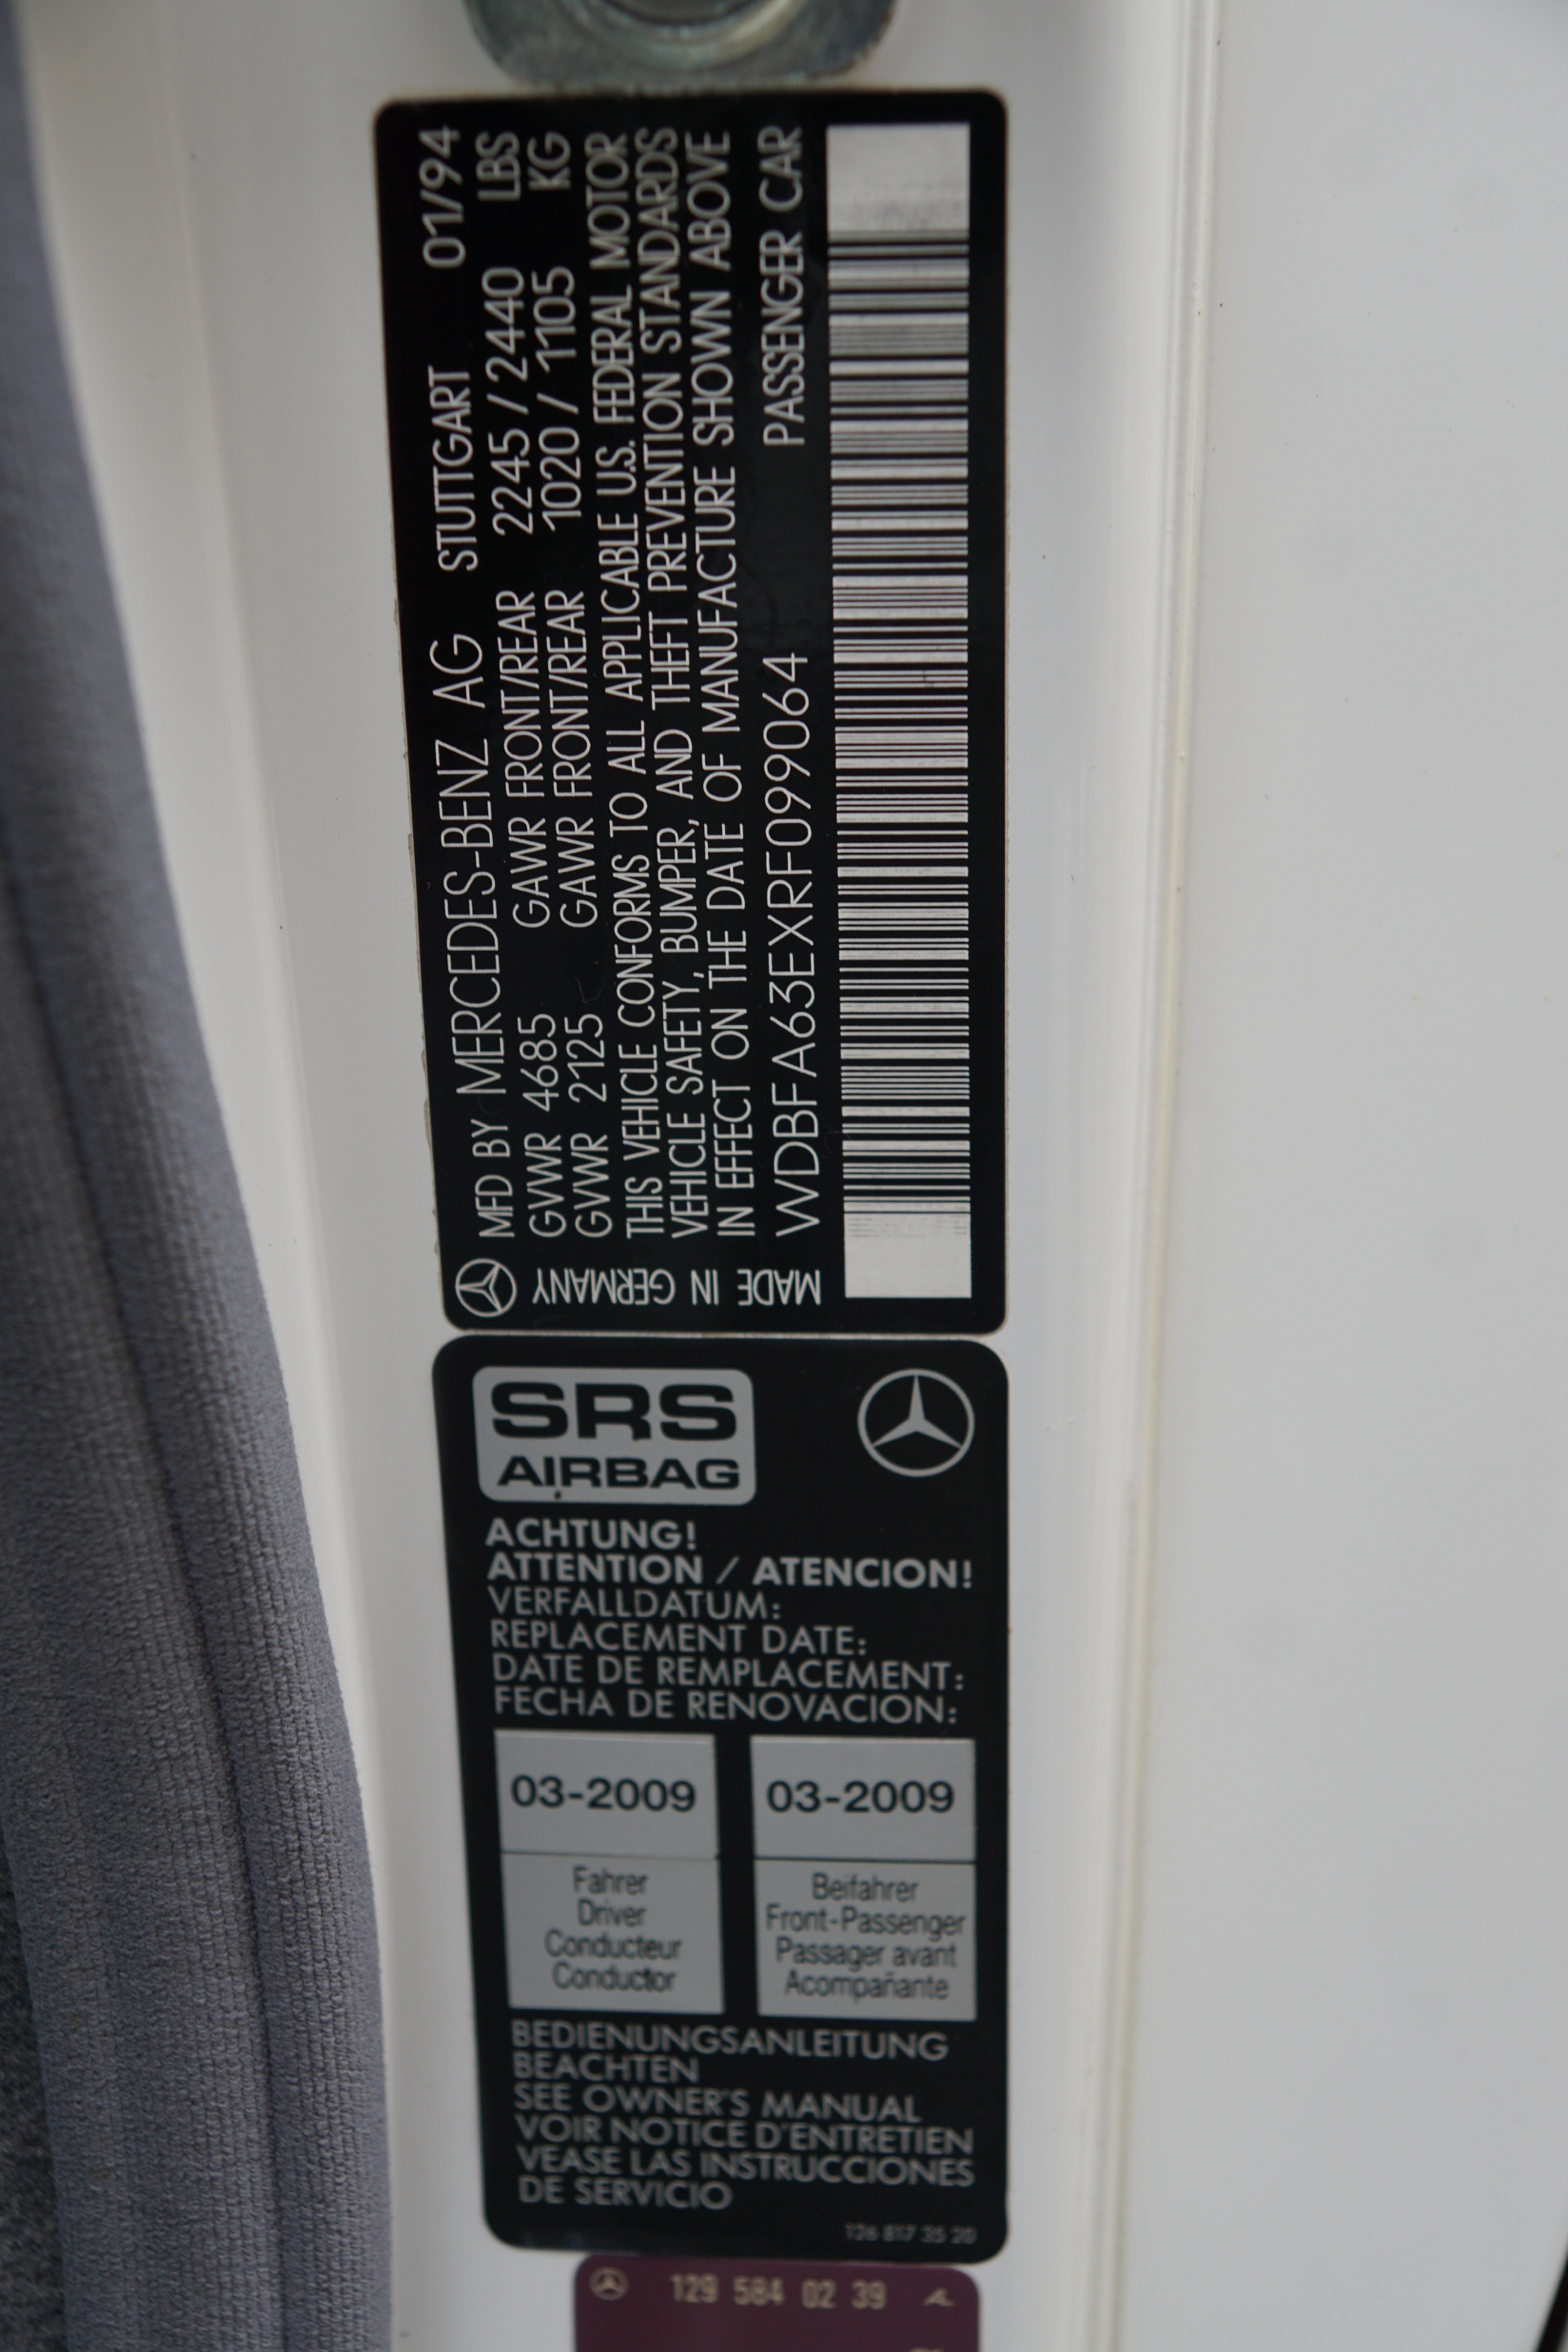 MFD BY MERCEDES-BENZ AG STUTTGART 01/94
GVWR 4685 GAWR FRONT/REAR 2245 / 2440 LBS
GVWR 2125 GAWR FRONT/REAR 1020 / 1105 KG
THIS VEHICLE CONFORMS TO ALL APPLICABLE U.S. FEDERAL MOTOR
VEHICLE SAFETY, BUMPER, AND THEFT PREVENTION STANDARDS
IN EFFECT ON THE DATE OF MANUFACTURE SHOWN ABOVE
WDBFA63EXRF099064 PASSENGER CAR
MADE IN GERMANY
SRS
AIRBAG
ACHTUNG!
ATTENTION / ATENCION!
VERFALLDATUM:
REPLACEMENT DATE:
DATE DE REMPLACEMENT:
FECHA DE RENOVACION:
03-2009
Fahrer
Driver
Conducteur
Conductor
03-2009
Beifahrer
Front-Passenger
Passager avant
Acompañante
BEDIENUNGSANLEITUNG
BEACHTEN
SEE OWNER'S MANUAL
VOIR NOTICE D'ENTRETIEN
VEASE LAS INSTRUCCIONES
DE SERVICIO
126 817 35 20
129 584 02 39